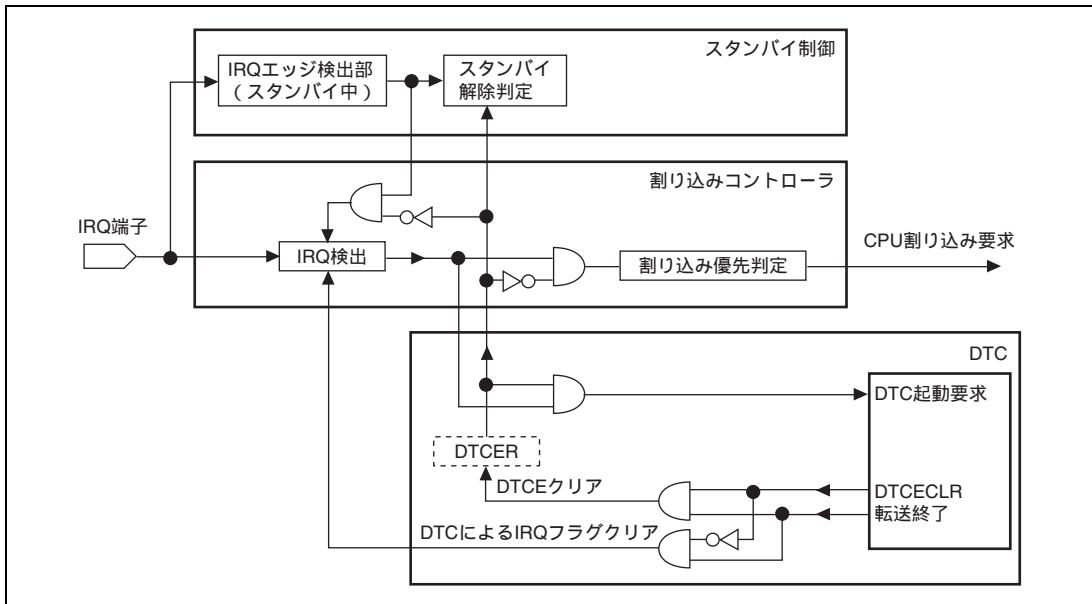 スタンバイ制御
IRQエッジ検出部
(スタンバイ中)
スタンバイ
解除判定
割り込みコントローラ
IRQ端子
IRQ検出
割り込み優先判定
CPU割り込み要求
DTC
DTC起動要求
DTCER
DTCEクリア
DTCECLR
転送終了
DTCによるIRQフラグクリア